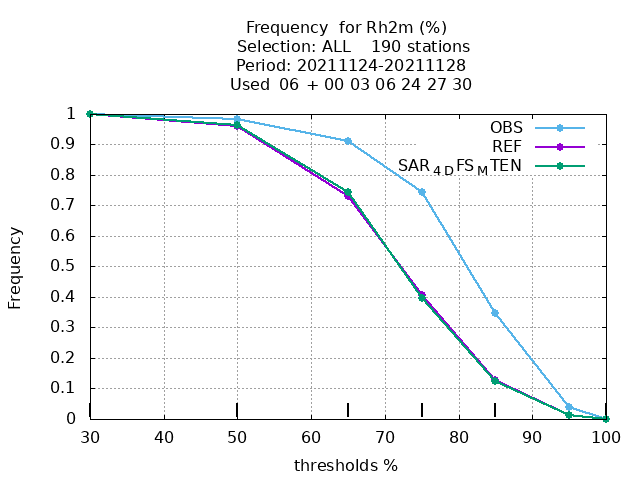 Frequency  for Rh2m (%)
Selection: ALL    190 stations
Period: 20211124-20211128
Used  06  + 00 03 06 24 27 30
OBS
REF
SAR4DFSMTEN
1
0.9
0.8
0.7
0.6
0.5
0.4
0.3
0.2
0.1
0
Frequency
30 40 50 60 70 80 90 100
thresholds %